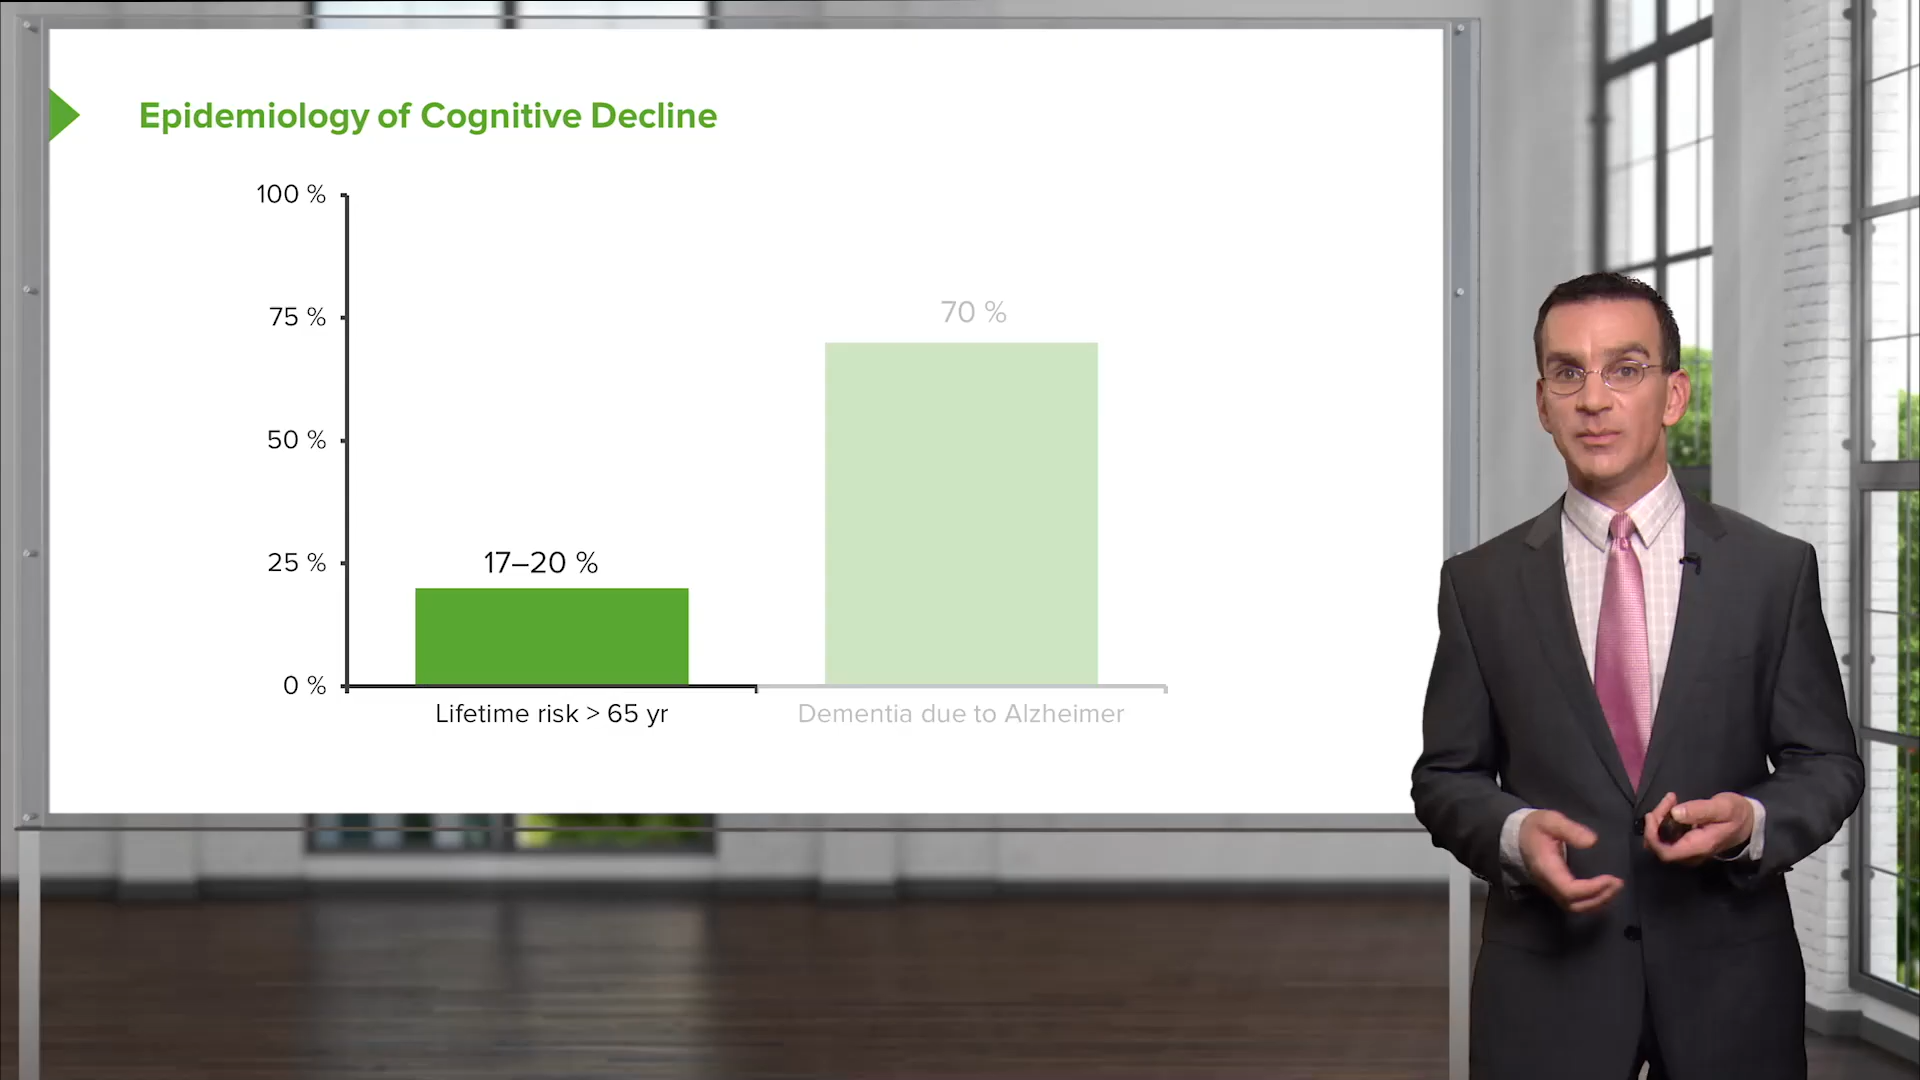 Epidemiology of Cognitive Decline
100 %
75 %
70 %
50 %
25 %
17–20 %
0 %
Lifetime risk > 65 yr
Dementia due to Alzheimer